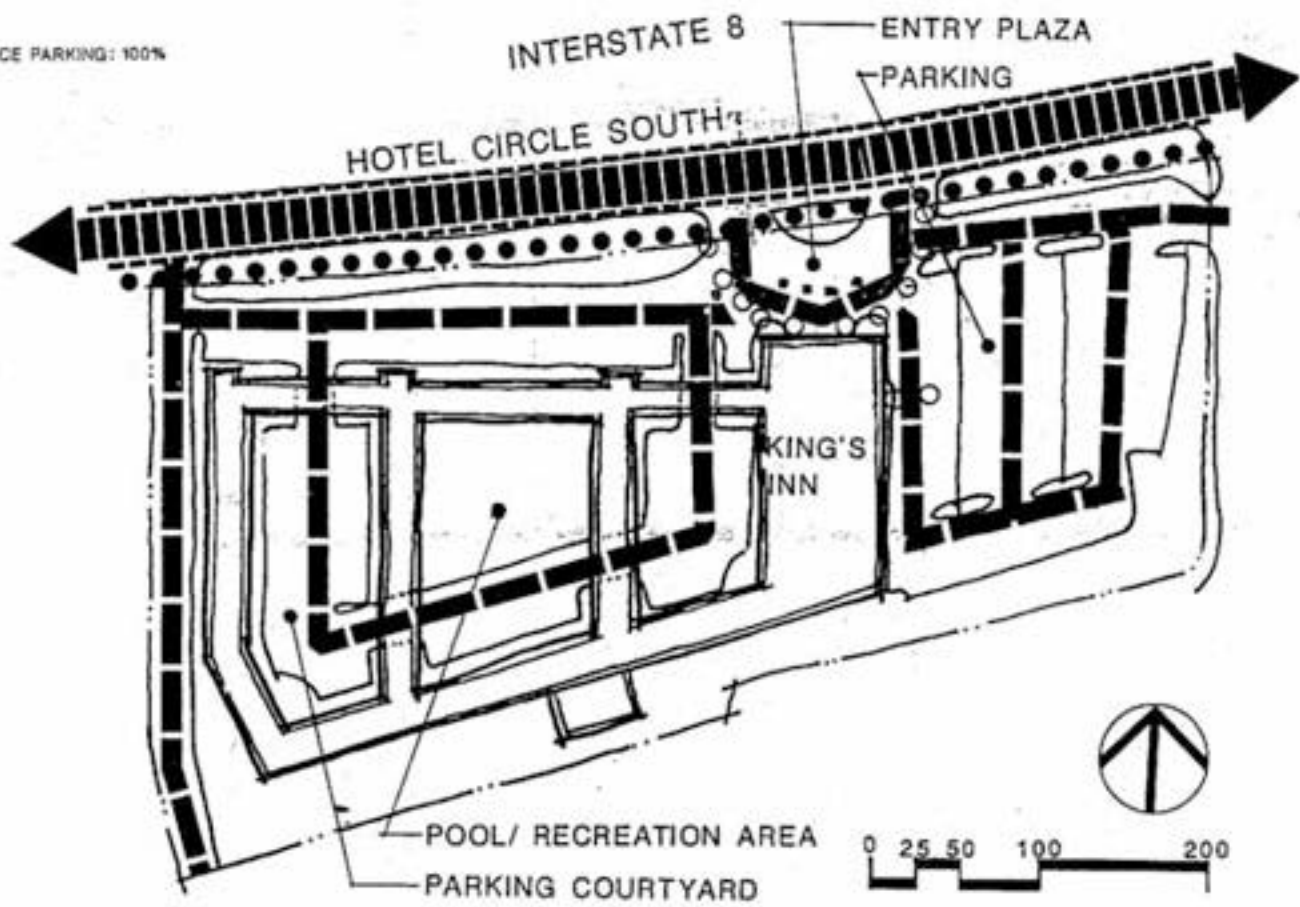 CE PARKING: 100%
INTERSTATE 8
ENTRY PLAZA
PARKING
HOTEL CIRCLE SOUTH
KING'S
INN
POOL/ RECREATION AREA
PARKING COURTYARD
0 25 50 100 200